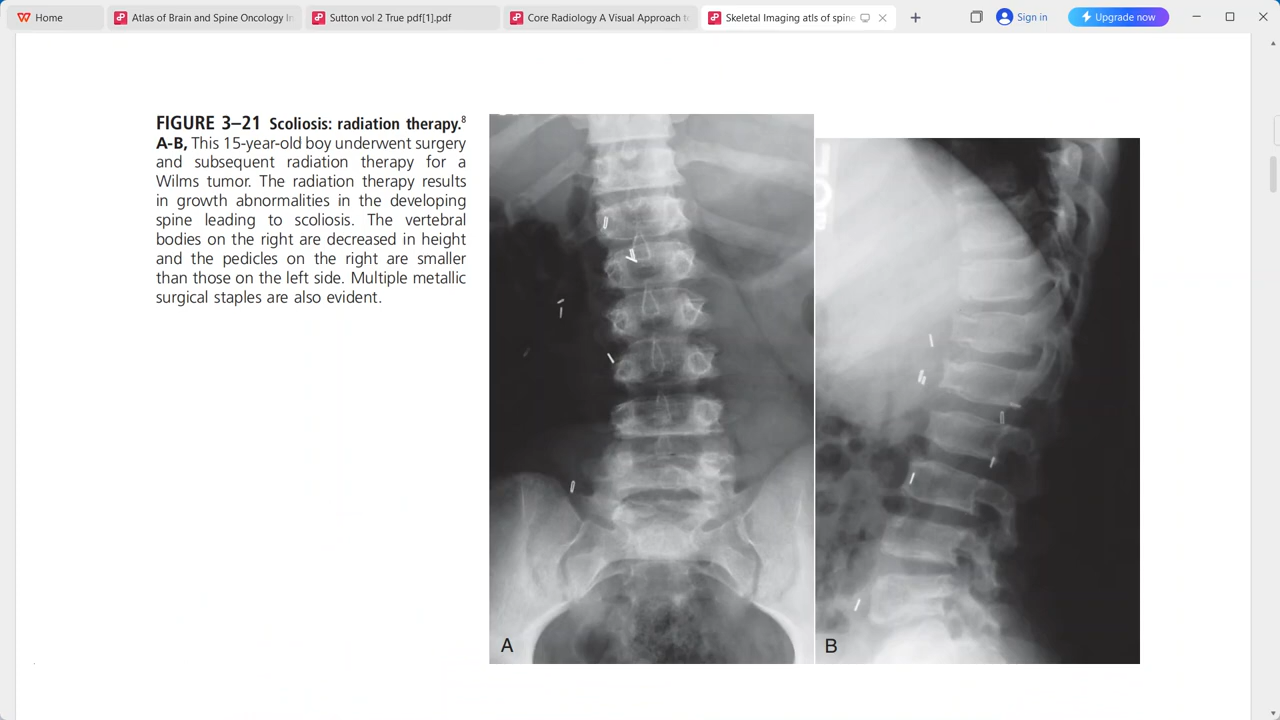 Home
Atlas of Brain and Spine Oncology I
Sutton vol 2 True pdf[1].pdf
Core Radiology A Visual Approach t
Skeletal Imaging atls of spine
Sign in
Upgrade now
FIGURE 3–21 Scoliosis: radiation therapy.8
A-B, This 15-year-old boy underwent surgery
and subsequent radiation therapy for a
Wilms tumor. The radiation therapy results
in growth abnormalities in the developing
spine leading to scoliosis. The vertebral
bodies on the right are decreased in height
and the pedicles on the right are smaller
than those on the left side. Multiple metallic
surgical staples are also evident.
A
B